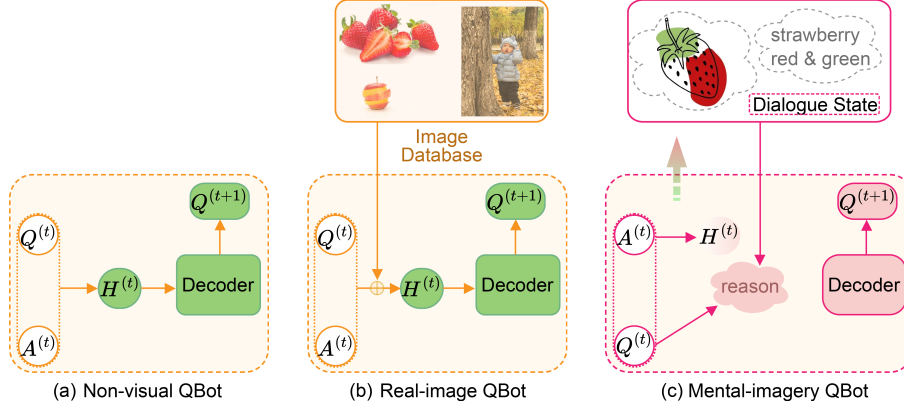 strawberry
red & green
Dialogue State
Image
Database
Q^(t+1)
Q^(t)
H^(t)
Decoder
A^(t)
(a) Non-visual QBot
Q^(t+1)
Q^(t)
H^(t)
Decoder
A^(t)
(b) Real-image QBot
Q^(t+1)
A^(t)
H^(t)
reason
Decoder
Q^(t)
(c) Mental-imagery QBot